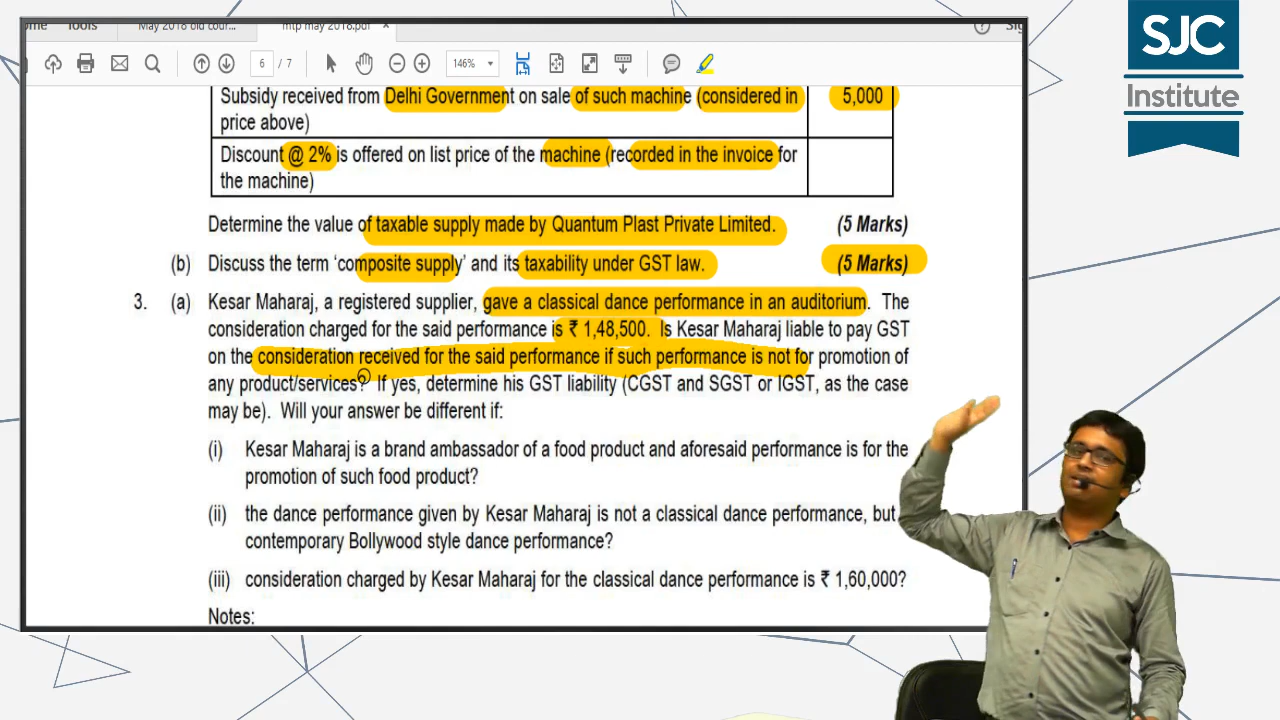 ome Tools May 2018 old cour... mtp may 2018.pdf × Sig
6 / 7 146%
SJC
Institute
Subsidy received from Delhi Government on sale of such machine (considered in 5,000
price above)
Discount @ 2% is offered on list price of the machine (recorded in the invoice for
the machine)
Determine the value of taxable supply made by Quantum Plast Private Limited. (5 Marks)
(b) Discuss the term ‘composite supply’ and its taxability under GST law. (5 Marks)
3. (a) Kesar Maharaj, a registered supplier, gave a classical dance performance in an auditorium. The
consideration charged for the said performance is ₹ 1,48,500. Is Kesar Maharaj liable to pay GST
on the consideration received for the said performance if such performance is not for promotion of
any product/services? If yes, determine his GST liability (CGST and SGST or IGST, as the case
may be). Will your answer be different if:
(i) Kesar Maharaj is a brand ambassador of a food product and aforesaid performance is for the
promotion of such food product?
(ii) the dance performance given by Kesar Maharaj is not a classical dance performance, but
contemporary Bollywood style dance performance?
(iii) consideration charged by Kesar Maharaj for the classical dance performance is ₹ 1,60,000?
Notes: